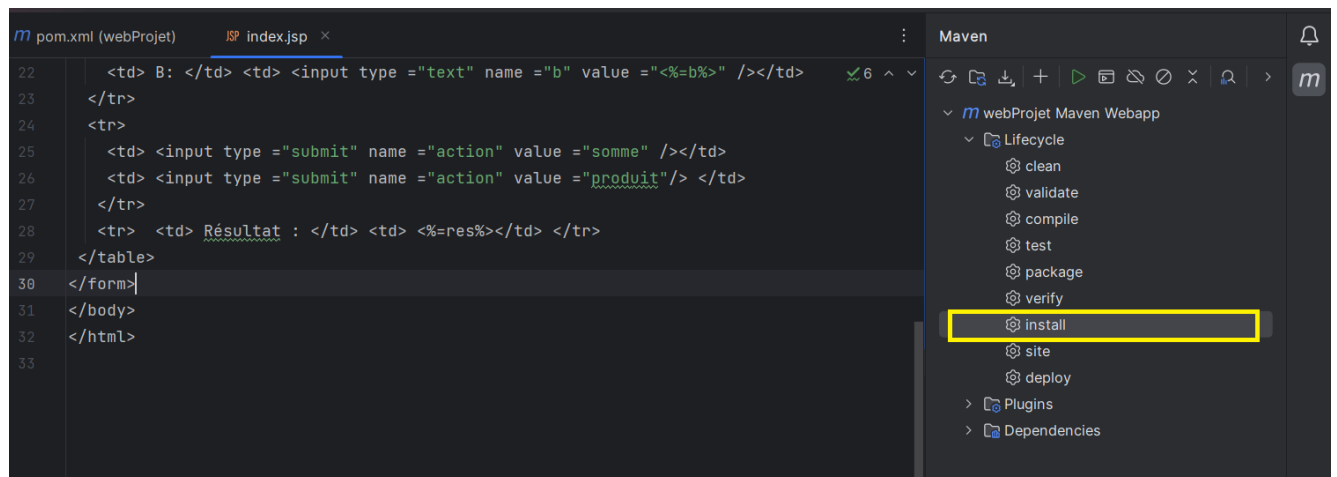 m pom.xml (webProjet) JSP index.jsp ×
22 <td> B: </td> <td> <input type ="text" name ="b" value ="<%=b%>" /></td> 6
23 </tr>
24 <tr>
25 <td> <input type ="submit" name ="action" value ="somme" /></td>
26 <td> <input type ="submit" name ="action" value ="produit"/> </td>
27 </tr>
28 <tr> <td> Résultat : </td> <td> <%=res%></td> </tr>
29 </table>
30 </form>
31 </body>
32 </html>
33
Maven
m
m webProjet Maven Webapp
Lifecycle
clean
validate
compile
test
package
verify
install
site
deploy
Plugins
Dependencies